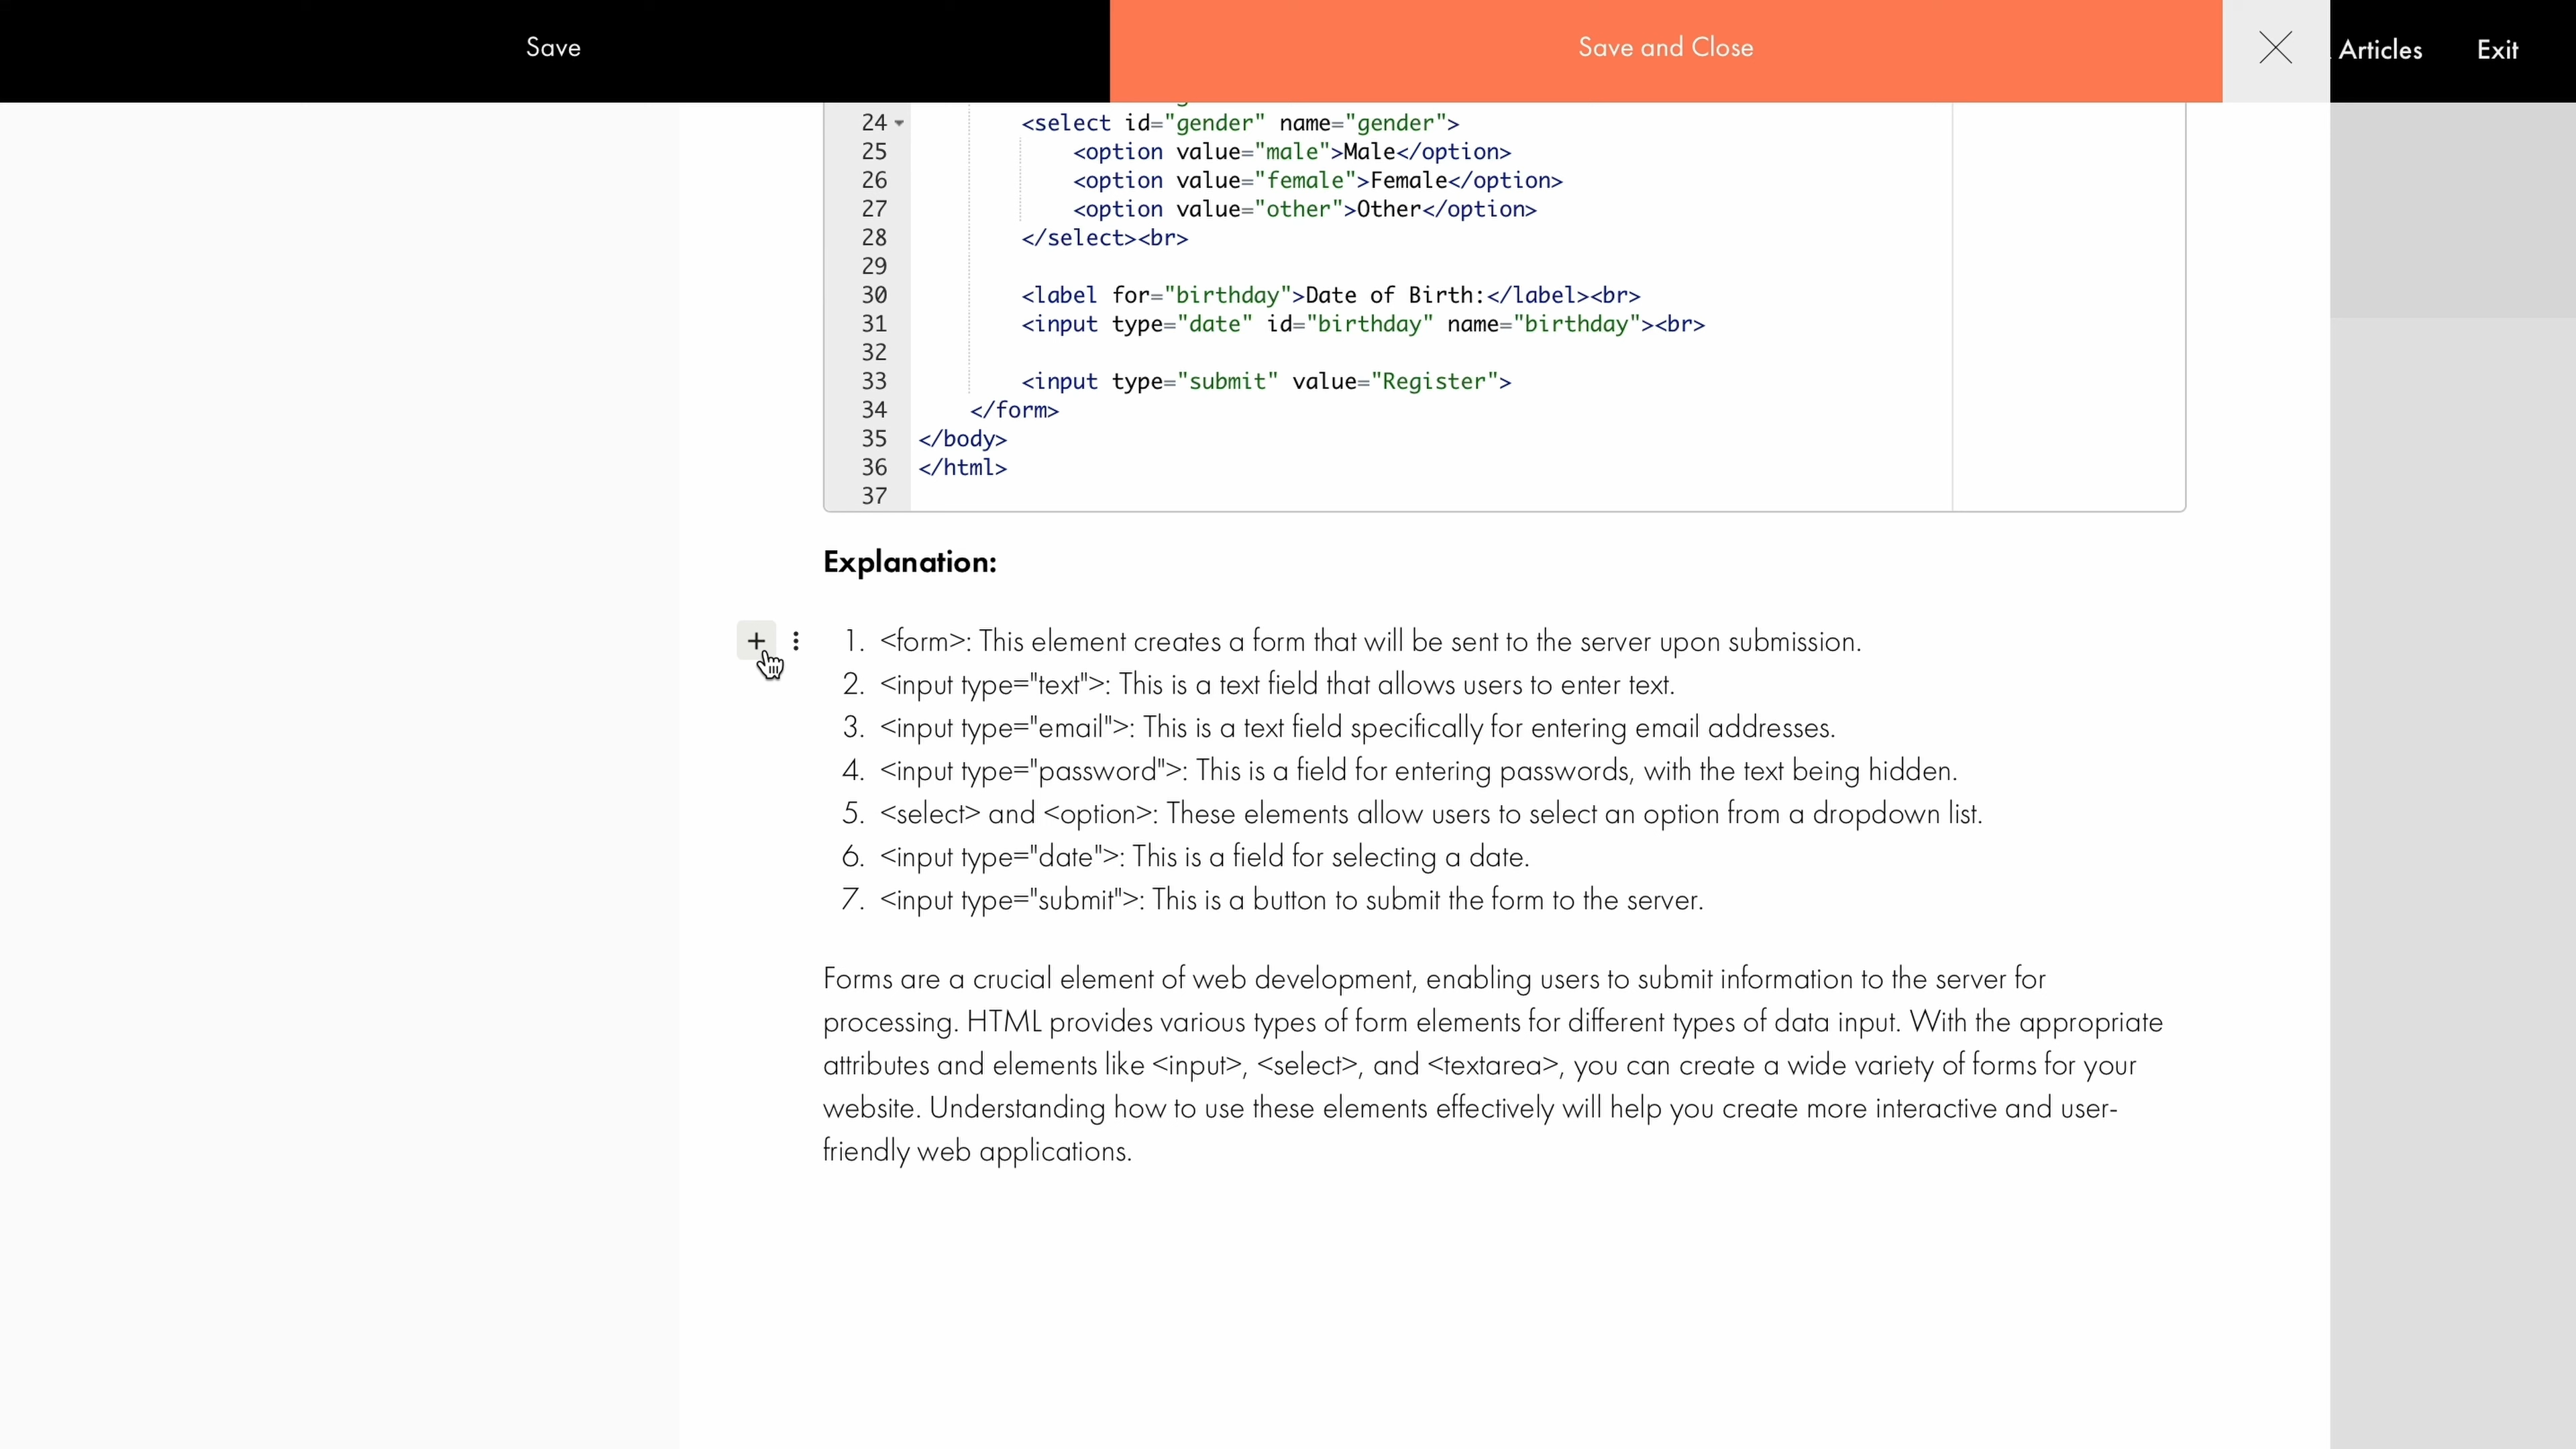 Save
Save and Close
Articles
Exit
24 <select id="gender" name="gender">
25 <option value="male">Male</option>
26 <option value="female">Female</option>
27 <option value="other">Other</option>
28 </select><br>
29
30 <label for="birthday">Date of Birth:</label><br>
31 <input type="date" id="birthday" name="birthday"><br>
32
33 <input type="submit" value="Register">
34 </form>
35 </body>
36 </html>
37
Explanation:
1. <form>: This element creates a form that will be sent to the server upon submission.
2. <input type="text">: This is a text field that allows users to enter text.
3. <input type="email">: This is a text field specifically for entering email addresses.
4. <input type="password">: This is a field for entering passwords, with the text being hidden.
5. <select> and <option>: These elements allow users to select an option from a dropdown list.
6. <input type="date">: This is a field for selecting a date.
7. <input type="submit">: This is a button to submit the form to the server.
Forms are a crucial element of web development, enabling users to submit information to the server for
processing. HTML provides various types of form elements for different types of data input. With the appropriate
attributes and elements like <input>, <select>, and <textarea>, you can create a wide variety of forms for your
website. Understanding how to use these elements effectively will help you create more interactive and user-
friendly web applications.